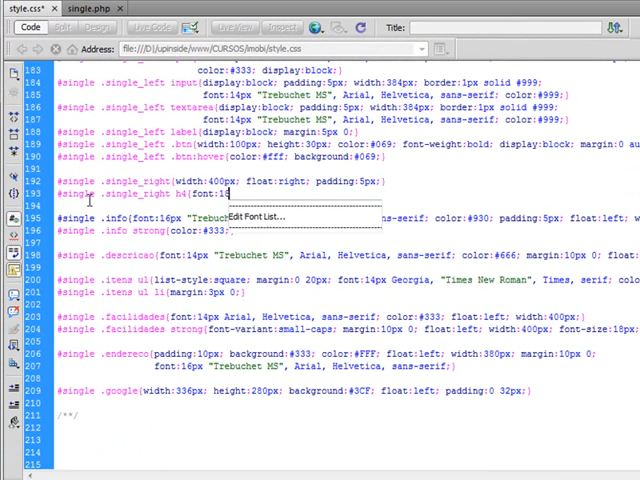 style.css* × single.php ×
Code Split Design Live Code Live View Inspect Title:
Address: file:///D|/upinside/www/CURSOS/imobi/style.css
183 color:#333; display:block;}
184 #single .single_left input{display:block; padding:5px; width:384px; border:1px solid #999;
185 font:14px "Trebuchet MS", Arial, Helvetica, sans-serif;}
186 #single .single_left textarea{display:block; padding:5px; width:384px; border:1px solid #999;
187 font:14px "Trebuchet MS", Arial, Helvetica, sans-serif;}
188 #single .single_left label{display:block; margin:5px 0;}
189 #single .single_left .btn{width:100px; height:30px; color:#069; font-weight:bold; display:block; margin:0 au
190 #single .single_left .btn:hover{color:#fff; background:#069;}
191
192 #single .single_right{width:400px; float:right; padding:5px;}
193 #single .single_right h4{font:18
194
195 #single .info{font:16px "Trebuc s-serif; color:#930; padding:5px; float:left; w
Edit Font List...
196 #single .info strong{color:#333;
197
198 #single .descricao{font:14px "Trebuchet MS", Arial, Helvetica, sans-serif; color:#666; margin:10px 0; float:
199
200 #single .itens ul{list-style:square; margin:0 20px; font:14px Georgia, "Times New Roman", Times, serif; color
201 #single .itens ul li{margin:3px 0;}
202
203 #single .facilidades{font:14px Arial, Helvetica, sans-serif; color:#333; float:left; width:400px;}
204 #single .facilidades strong{font-variant:small-caps; margin:10px 0; float:left; width:400px; font-size:18px;
205
206 #single .endereco{padding:10px; background:#333; color:#FFF; float:left; width:380px; margin:10px 0;
207 font:16px "Trebuchet MS", Arial, Helvetica, sans-serif;}
208
209 #single .google{width:336px; height:280px; background:#3CF; float:left; padding:0 32px;}
210
211 /**/
212
213
214
215